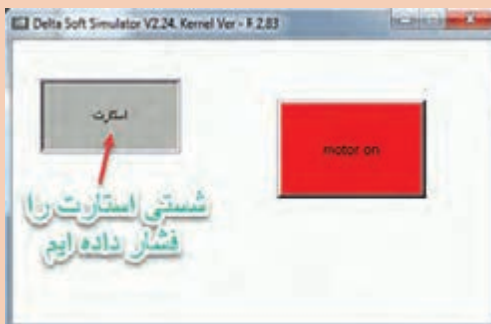 Delta Soft Simulator V2.24. Kernel Ver - F 2.83
استارت
motor on
شستی استارت را
فشار داده ایم